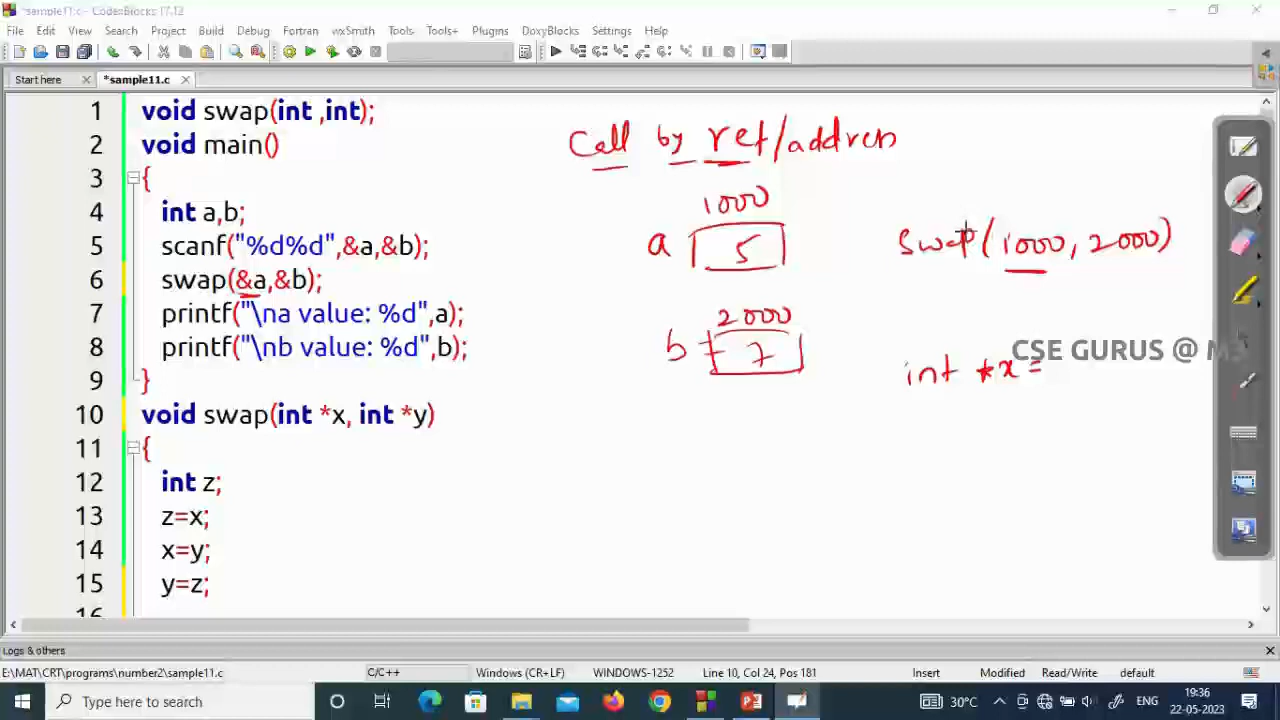 *sample11.c - Code::Blocks 17.12
File Edit View Search Project Build Debug Fortran wxSmith Tools Tools+ Plugins DoxyBlocks Settings Help
Start here *sample11.c
1 void swap(int ,int);
2 void main()
3 {
4 int a,b;
5 scanf("%d%d",&a,&b);
6 swap(&a,&b);
7 printf("\na value: %d",a);
8 printf("\nb value: %d",b);
9 }
10 void swap(int *x, int *y)
11 {
12 int z;
13 z=x;
14 x=y;
15 y=z;
16
Call by ref/address
1000
a 5
2000
b 7
swap(1000, 2000)
CSE GURUS @ M
int *x =
Logs & others
E:\MAT\CRT\programs\number2\sample11.c C/C++ Windows (CR+LF) WINDOWS-1252 Line 10, Col 24, Pos 181 Insert Modified Read/Write default
Type here to search 30°C ENG 19:36
22-05-2023